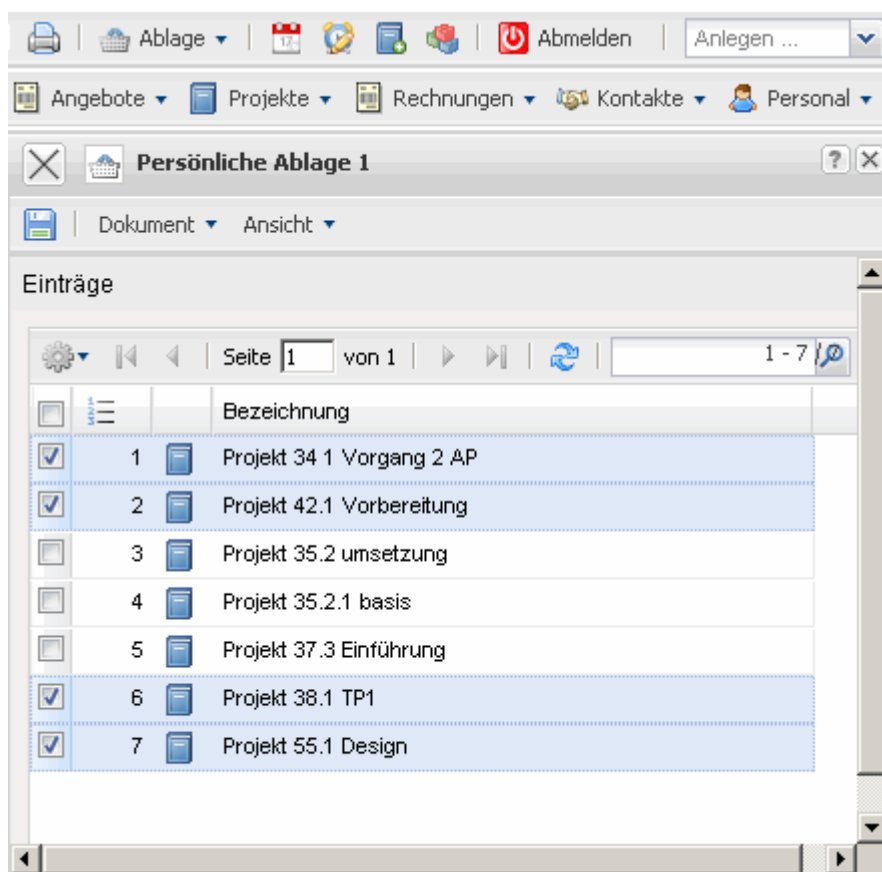 Ablage Abmelden Anlegen ...
Angebote Projekte Rechnungen Kontakte Personal
Persönliche Ablage 1
Dokument Ansicht
Einträge
Seite 1 von 1 1 - 7 /
Bezeichnung
1 Projekt 34 1 Vorgang 2 AP
2 Projekt 42.1 Vorbereitung
3 Projekt 35.2 umsetzung
4 Projekt 35.2.1 basis
5 Projekt 37.3 Einführung
6 Projekt 38.1 TP1
7 Projekt 55.1 Design